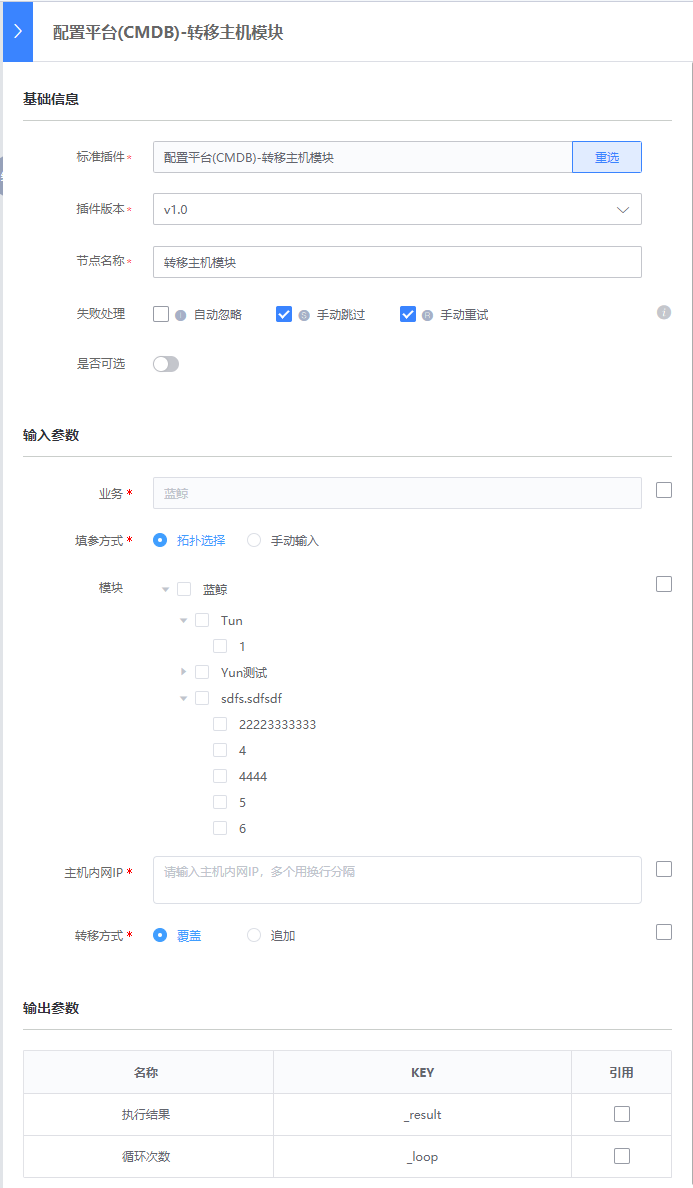 配置平台(CMDB)-转移主机模块
基础信息
标准插件* 配置平台(CMDB)-转移主机模块 重选
插件版本* v1.0
节点名称* 转移主机模块
失败处理 I 自动忽略 S 手动跳过 R 手动重试 i
是否可选
输入参数
业务* 蓝鲸
填参方式* 拓扑选择 手动输入
模块 蓝鲸
Tun
1
Yun测试
sdfs.sdfsdf
22223333333
4
4444
5
6
主机内网IP* 请输入主机内网IP，多个用换行分隔
转移方式* 覆盖 追加
输出参数
名称 KEY 引用
执行结果 _result
循环次数 _loop